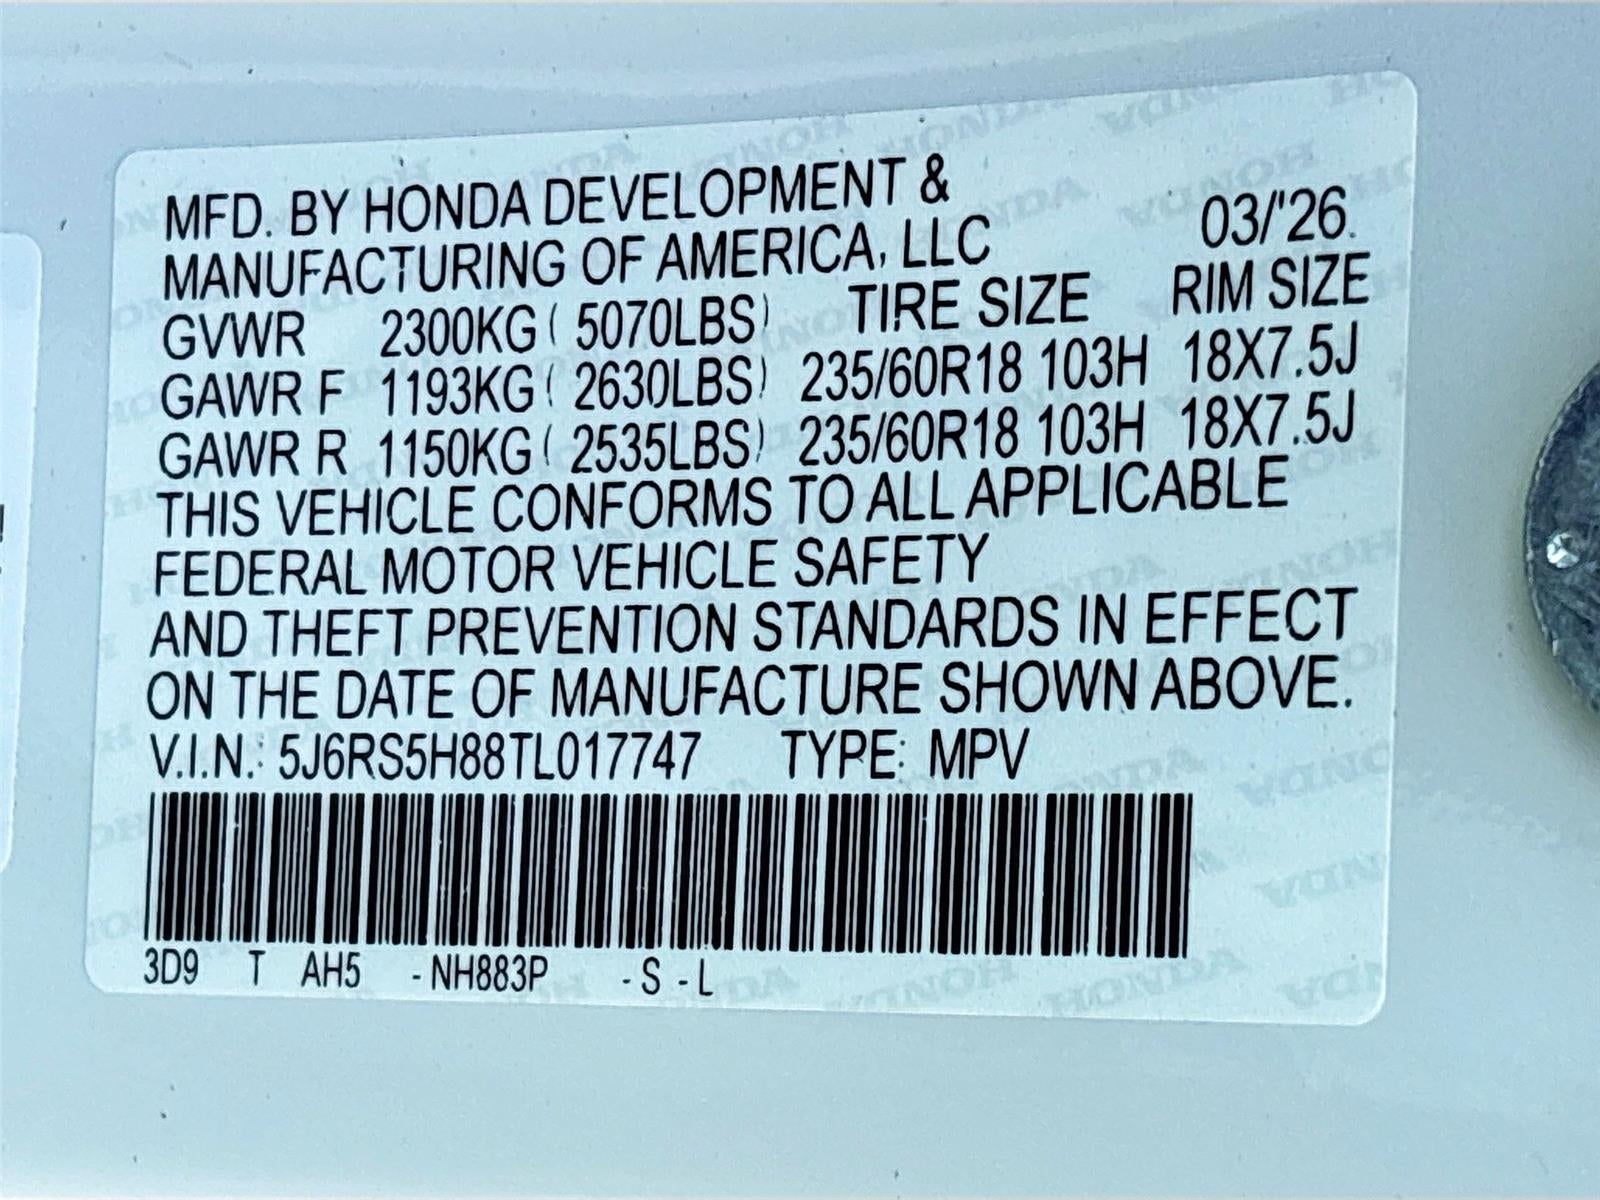 MFD. BY HONDA DEVELOPMENT &
MANUFACTURING OF AMERICA, LLC 03/'26.
GVWR 2300KG ( 5070LBS) TIRE SIZE RIM SIZE
GAWR F 1193KG ( 2630LBS) 235/60R18 103H 18X7.5J
GAWR R 1150KG ( 2535LBS) 235/60R18 103H 18X7.5J
THIS VEHICLE CONFORMS TO ALL APPLICABLE
FEDERAL MOTOR VEHICLE SAFETY
AND THEFT PREVENTION STANDARDS IN EFFECT
ON THE DATE OF MANUFACTURE SHOWN ABOVE.
V.I.N.: 5J6RS5H88TL017747 TYPE: MPV
3D9 T AH5 -NH883P -S -L